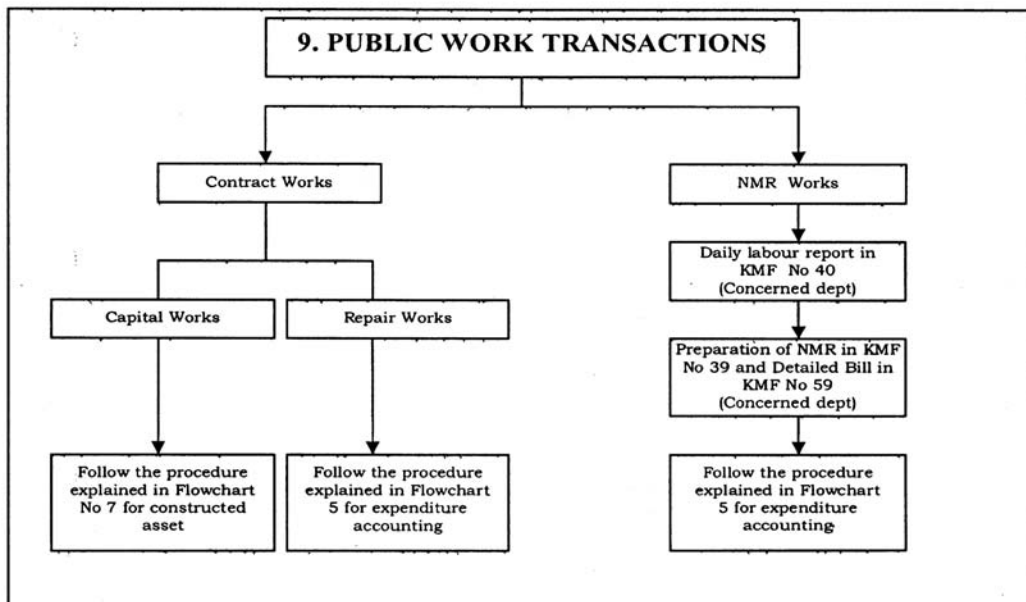 9. PUBLIC WORK TRANSACTIONS
Contract Works
NMR Works
Daily labour report in
KMF No 40
(Concerned dept)
Capital Works
Repair Works
Preparation of NMR in KMF
No 39 and Detailed Bill in
KMF No 59
(Concerned dept)
Follow the procedure
explained in Flowchart
No 7 for constructed
asset
Follow the procedure
explained in Flowchart
5 for expenditure
accounting
Follow the procedure
explained in Flowchart
5 for expenditure
accounting